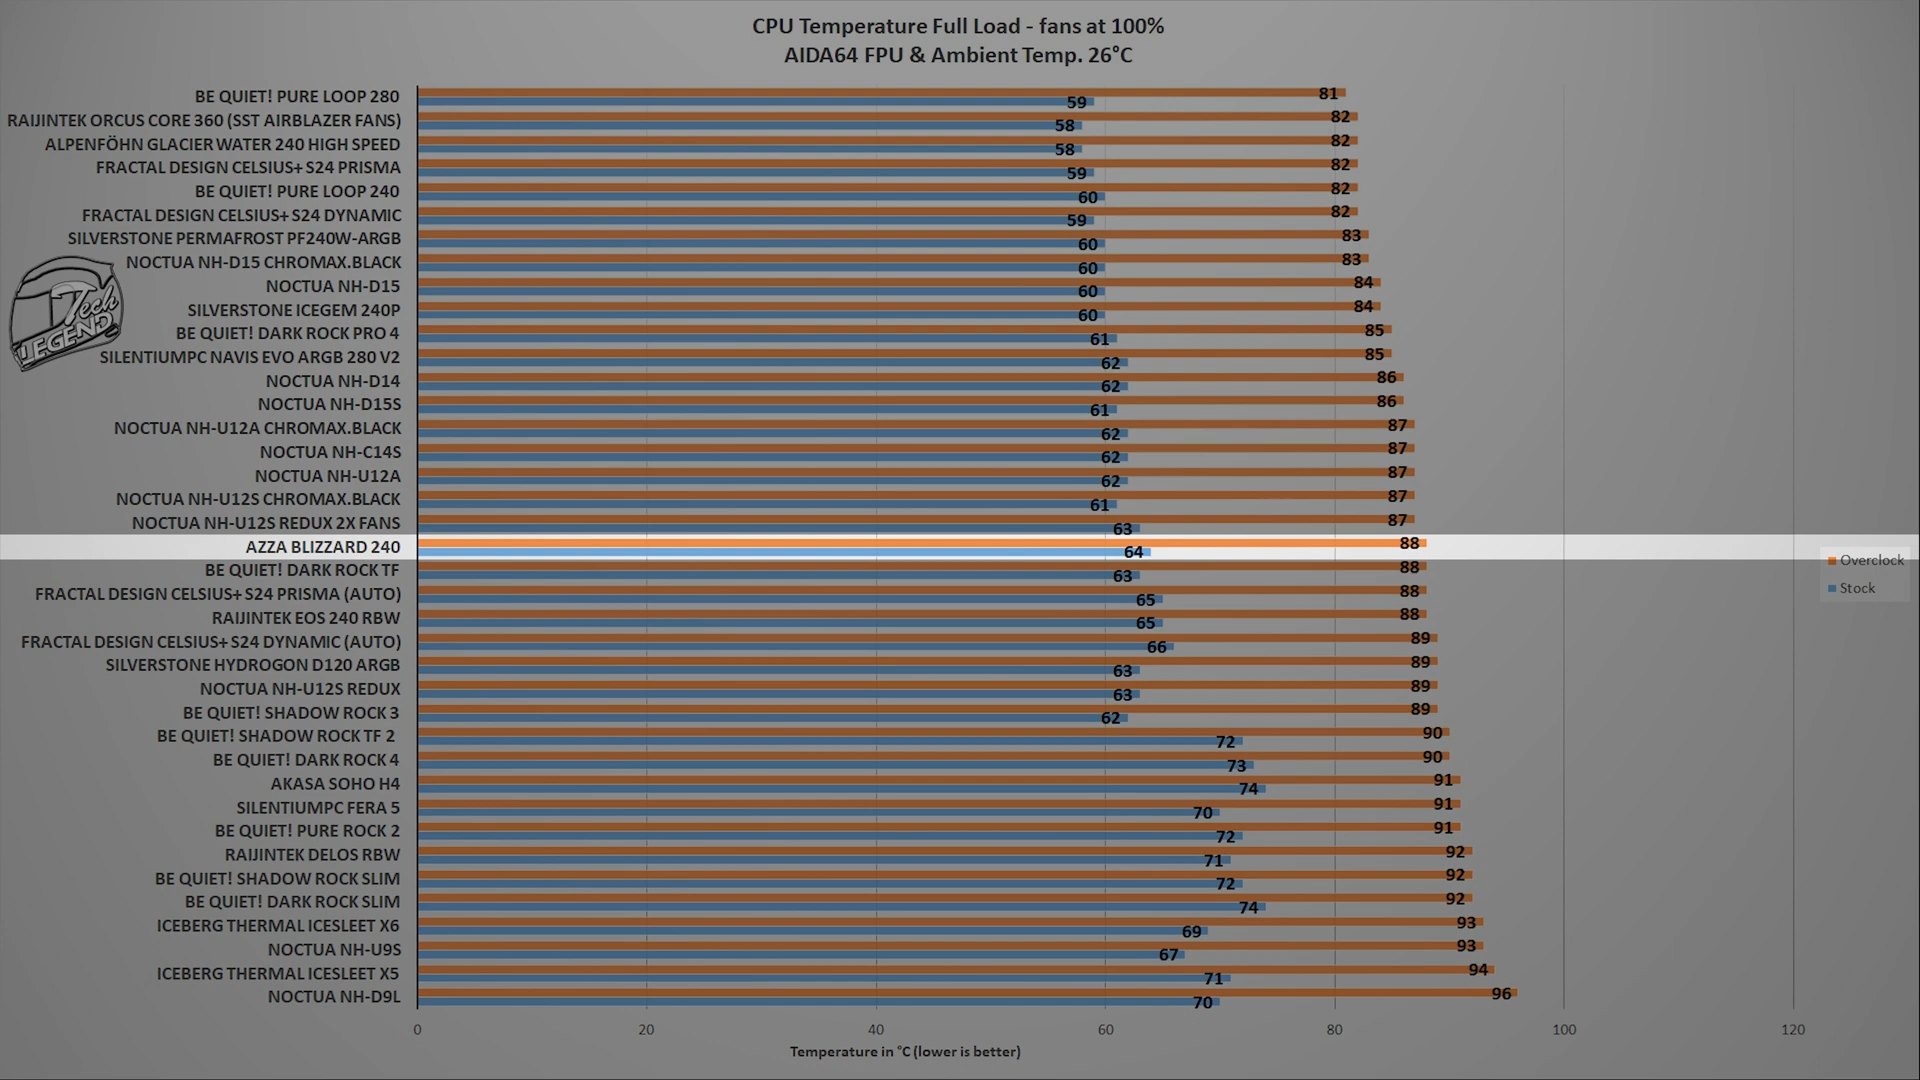 CPU Temperature Full Load - fans at 100%
AIDA64 FPU & Ambient Temp. 26°C
BE QUIET! PURE LOOP 280 81 59
RAIJINTEK ORCUS CORE 360 (SST AIRBLAZER FANS) 82 58
ALPENFÖHN GLACIER WATER 240 HIGH SPEED 82 58
FRACTAL DESIGN CELSIUS+ S24 PRISMA 82 59
BE QUIET! PURE LOOP 240 82 60
FRACTAL DESIGN CELSIUS+ S24 DYNAMIC 82 59
SILVERSTONE PERMAFROST PF240W-ARGB 83 60
NOCTUA NH-D15 CHROMAX.BLACK 83 60
NOCTUA NH-D15 84 60
SILVERSTONE ICEGEM 240P 84 60
BE QUIET! DARK ROCK PRO 4 85 61
SILENTIUMPC NAVIS EVO ARGB 280 V2 85 62
NOCTUA NH-D14 86 62
NOCTUA NH-D15S 86 61
NOCTUA NH-U12A CHROMAX.BLACK 87 62
NOCTUA NH-C14S 87 62
NOCTUA NH-U12A 87 62
NOCTUA NH-U12S CHROMAX.BLACK 87 61
NOCTUA NH-U12S REDUX 2X FANS 87 63
AZZA BLIZZARD 240 88 64
BE QUIET! DARK ROCK TF 88 63
FRACTAL DESIGN CELSIUS+ S24 PRISMA (AUTO) 88 65
RAIJINTEK EOS 240 RBW 88 65
FRACTAL DESIGN CELSIUS+ S24 DYNAMIC (AUTO) 89 66
SILVERSTONE HYDROGON D120 ARGB 89 63
NOCTUA NH-U12S REDUX 89 63
BE QUIET! SHADOW ROCK 3 89 62
BE QUIET! SHADOW ROCK TF 2 90 72
BE QUIET! DARK ROCK 4 90 73
AKASA SOHO H4 91 74
SILENTIUMPC FERA 5 91 70
BE QUIET! PURE ROCK 2 91 72
RAIJINTEK DELOS RBW 92 71
BE QUIET! SHADOW ROCK SLIM 92 72
BE QUIET! DARK ROCK SLIM 92 74
ICEBERG THERMAL ICESLEET X6 93 69
NOCTUA NH-U9S 93 67
ICEBERG THERMAL ICESLEET X5 94 71
NOCTUA NH-D9L 96 70
0 20 40 60 80 100 120
Temperature in °C (lower is better)
Overclock
Stock
Tech
LEGEND